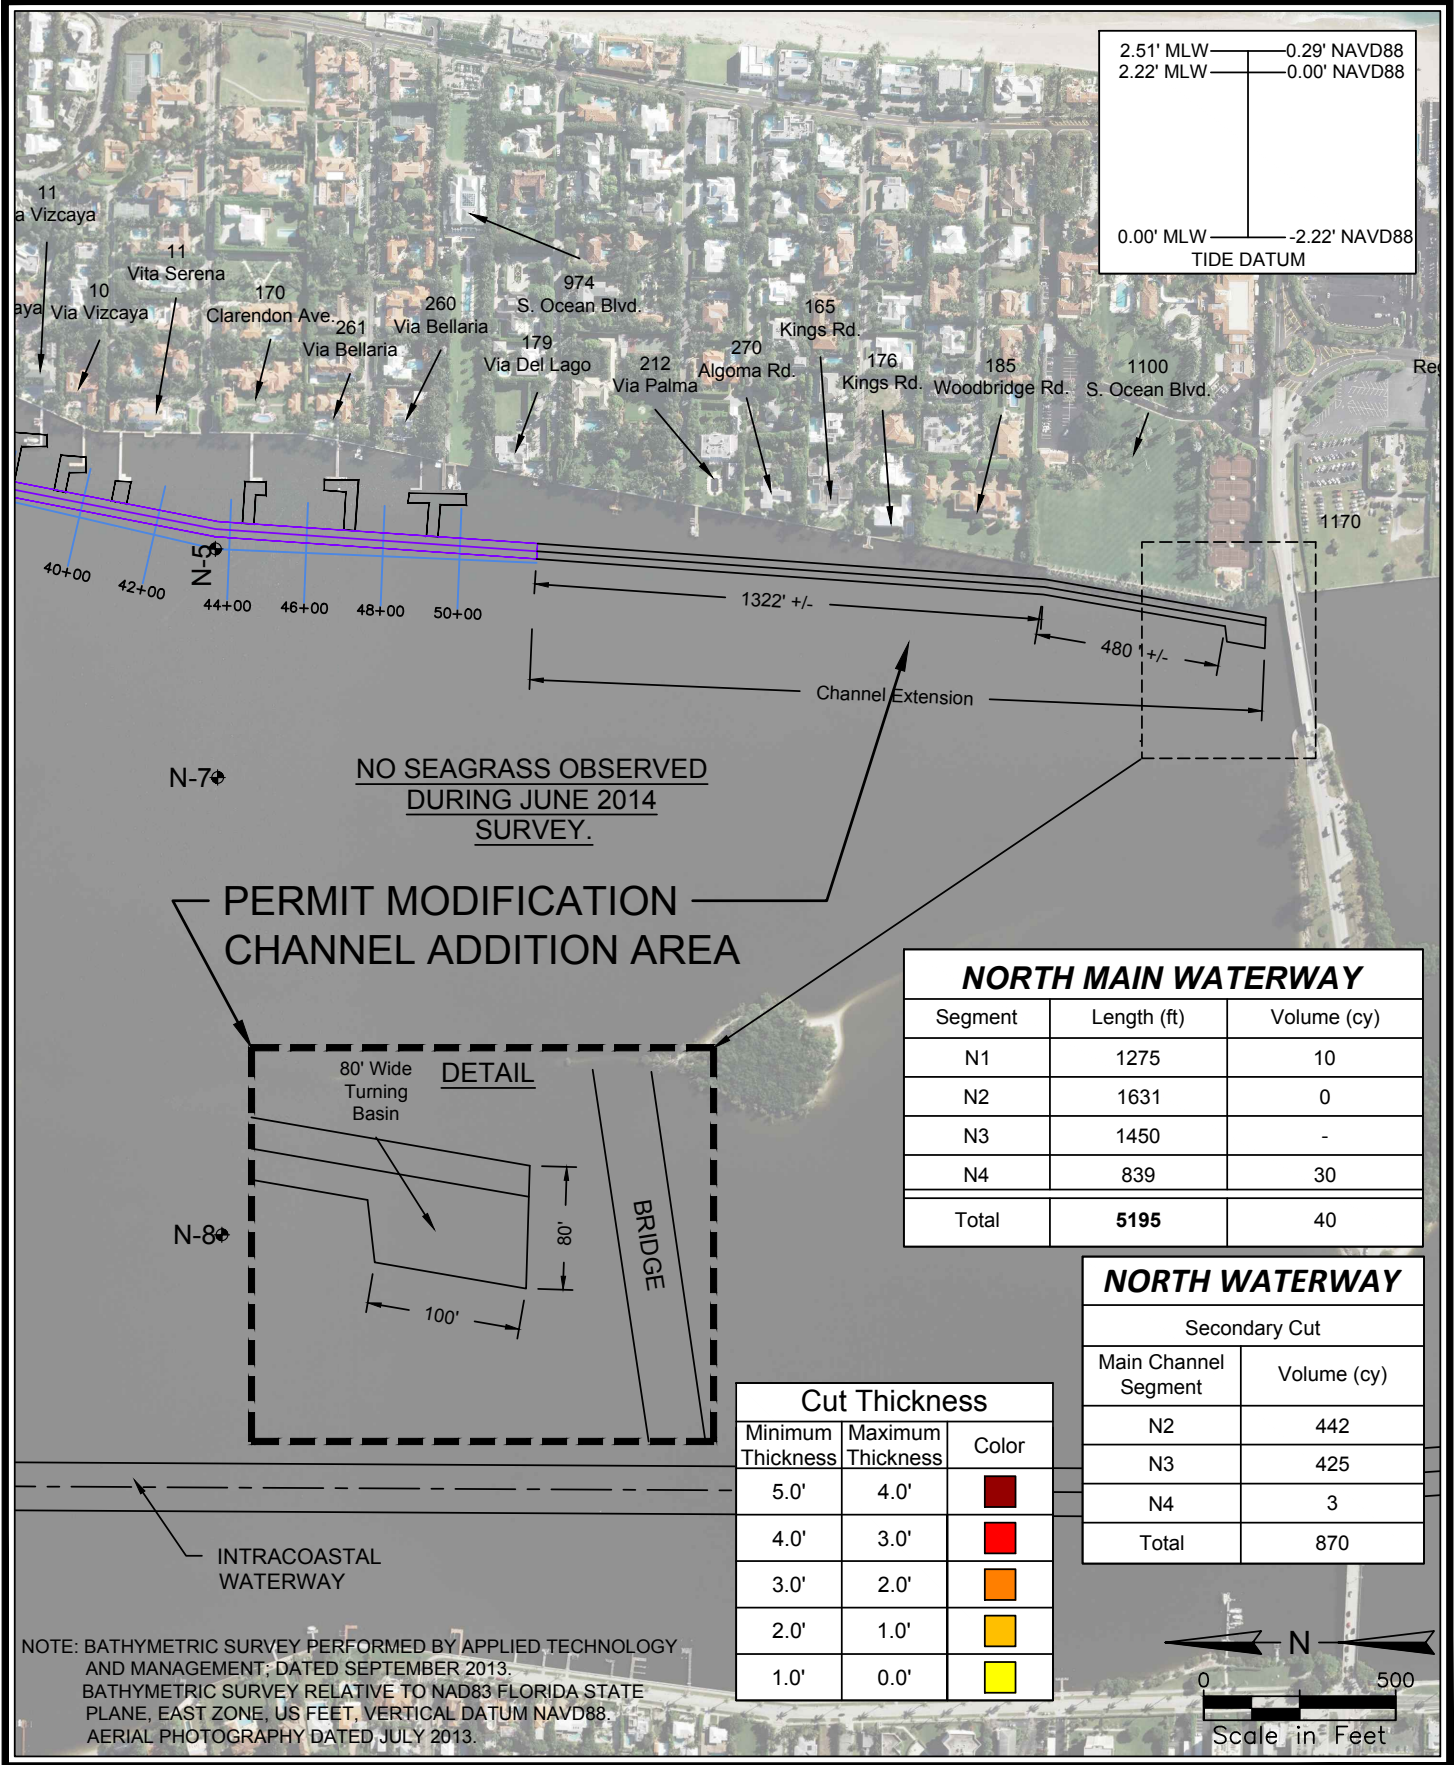 2.51' MLW 0.29' NAVD88
2.22' MLW 0.00' NAVD88
0.00' MLW -2.22' NAVD88
TIDE DATUM
11
a Vizcaya
11
Vita Serena
10
aya Via Vizcaya
170
Clarendon Ave.
261
Via Bellaria
260
Via Bellaria
974
S. Ocean Blvd.
179
Via Del Lago
212
Via Palma
270
Algoma Rd.
165
Kings Rd.
176
Kings Rd.
185
Woodbridge Rd.
1100
S. Ocean Blvd.
Reg
1170
40+00
42+00
N-5
44+00
46+00
48+00
50+00
1322' +/-
480 ' +/-
Channel Extension
N-7
NO SEAGRASS OBSERVED
DURING JUNE 2014
SURVEY.
PERMIT MODIFICATION
CHANNEL ADDITION AREA
DETAIL
80' Wide
Turning
Basin
80'
100'
BRIDGE
N-8
NORTH MAIN WATERWAY
Segment Length (ft) Volume (cy)
N1 1275 10
N2 1631 0
N3 1450 -
N4 839 30
Total 5195 40
NORTH WATERWAY
Secondary Cut
Main Channel
Segment Volume (cy)
N2 442
N3 425
N4 3
Total 870
Cut Thickness
Minimum Maximum
Thickness Thickness Color
5.0' 4.0'
4.0' 3.0'
3.0' 2.0'
2.0' 1.0'
1.0' 0.0'
INTRACOASTAL
WATERWAY
NOTE: BATHYMETRIC SURVEY PERFORMED BY APPLIED TECHNOLOGY
AND MANAGEMENT; DATED SEPTEMBER 2013.
BATHYMETRIC SURVEY RELATIVE TO NAD83 FLORIDA STATE
PLANE, EAST ZONE, US FEET, VERTICAL DATUM NAVD88.
AERIAL PHOTOGRAPHY DATED JULY 2013.
N
0 500
Scale in Feet